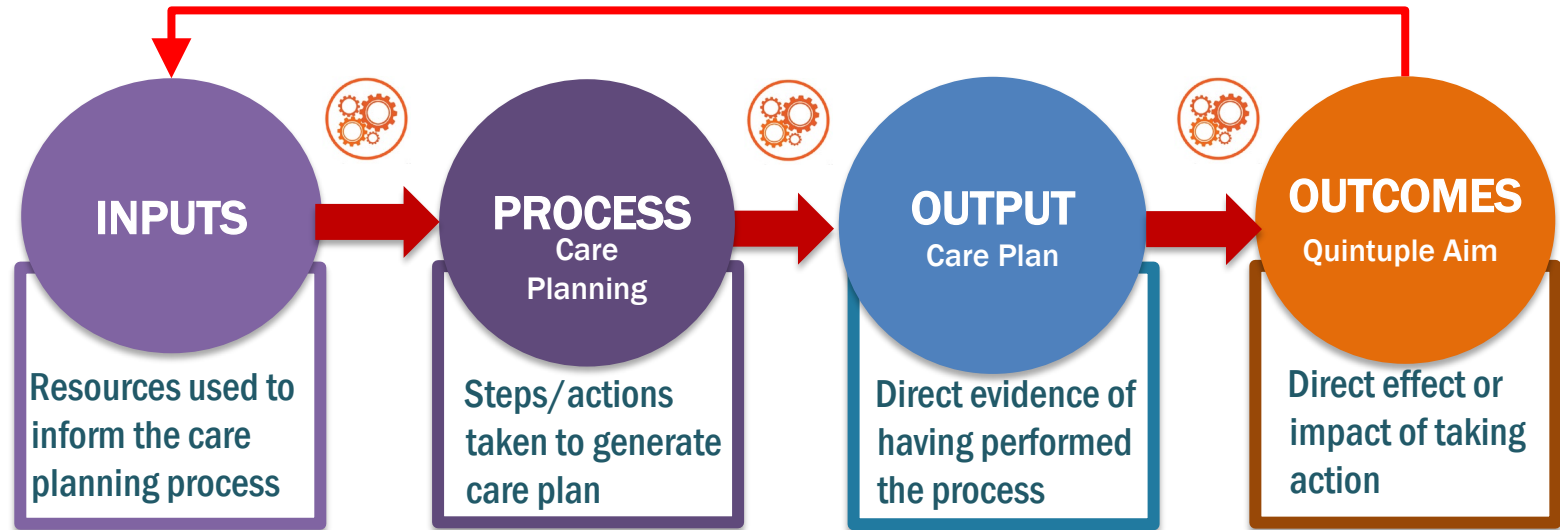 INPUTS
Resources used to
inform the care
planning process
PROCESS
Care
Planning
Steps/actions
taken to generate
care plan
OUTPUT
Care Plan
Direct evidence of
having performed
the process
OUTCOMES
Quintuple Aim
Direct effect or
impact of taking
action